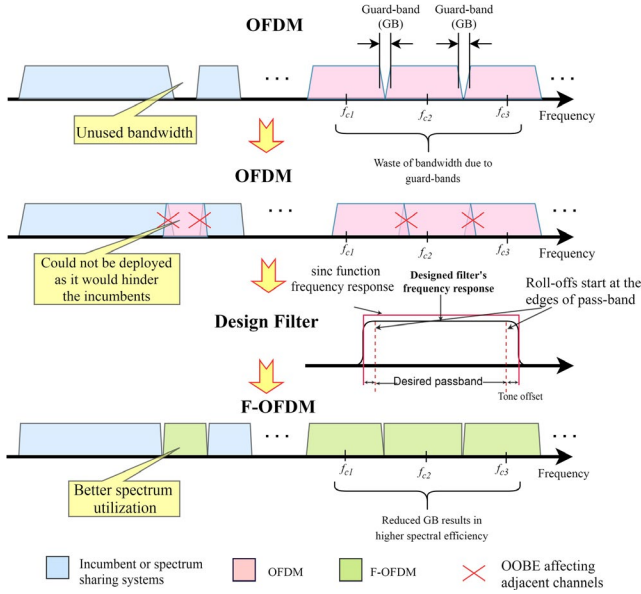 OFDM
Guard-band
(GB)
Guard-band
(GB)
...
...
Unused bandwidth
fc1
fc2
fc3
Frequency
Waste of bandwidth due to
guard-bands
OFDM
...
...
Could not be deployed
as it would hinder
the incumbents
fc1
fc2
fc3
Frequency
Design Filter
sinc function
frequency response
Designed filter's
frequency response
Roll-offs start at the
edges of pass-band
Desired passband
Tone offset
F-OFDM
...
...
Better spectrum
utilization
fc1
fc2
fc3
Frequency
Reduced GB results in
higher spectral efficiency
Incumbent or spectrum
sharing systems
OFDM
F-OFDM
OOBE affecting
adjacent channels